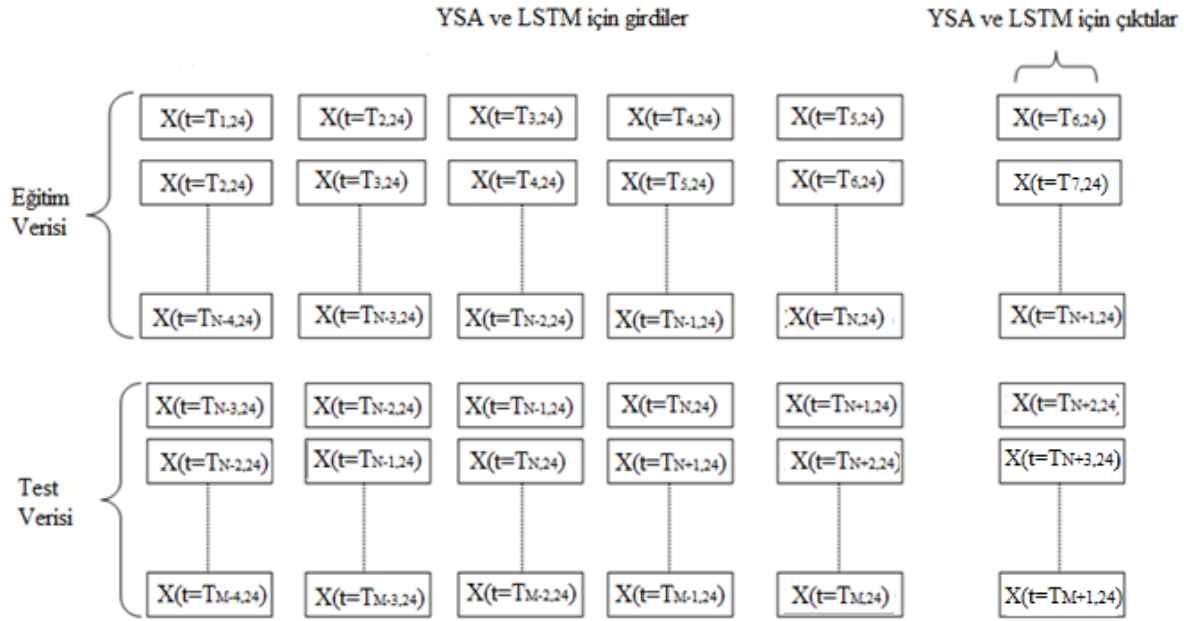 YSA ve LSTM için girdiler YSA ve LSTM için çıktılar
X(t=T1,24) X(t=T2,24) X(t=T3,24) X(t=T4,24) X(t=T5,24) X(t=T6,24)
X(t=T2,24) X(t=T3,24) X(t=T4,24) X(t=T5,24) X(t=T6,24) X(t=T7,24)
Eğitim
Verisi
X(t=TN-4,24) X(t=TN-3,24) X(t=TN-2,24) X(t=TN-1,24) X(t=TN,24) X(t=TN+1,24)
X(t=TN-3,24) X(t=TN-2,24) X(t=TN-1,24) X(t=TN,24) X(t=TN+1,24) X(t=TN+2,24)
X(t=TN-2,24) X(t=TN-1,24) X(t=TN,24) X(t=TN+1,24) X(t=TN+2,24) X(t=TN+3,24)
Test
Verisi
X(t=TM-4,24) X(t=TM-3,24) X(t=TM-2,24) X(t=TM-1,24) X(t=TM,24) X(t=TM+1,24)